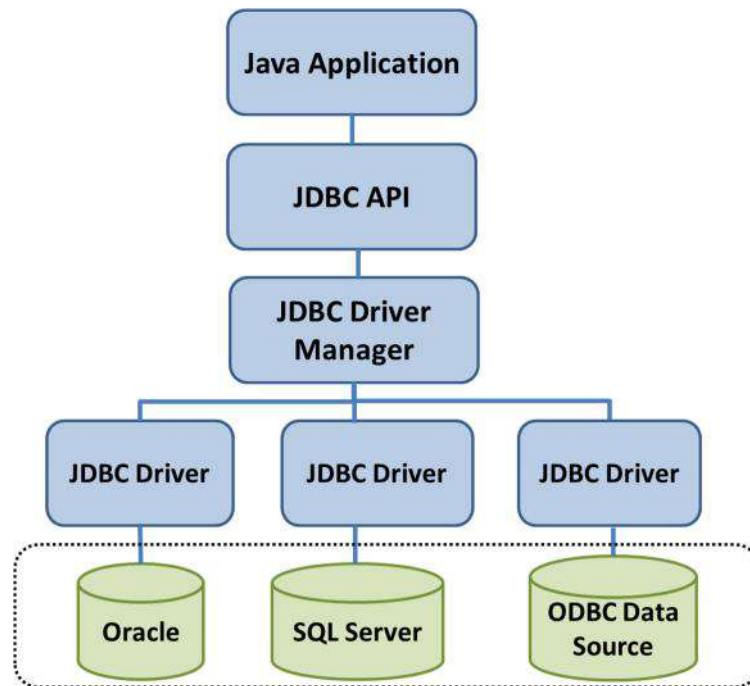 Java Application
JDBC API
JDBC Driver
Manager
JDBC Driver
JDBC Driver
JDBC Driver
Oracle
SQL Server
ODBC Data
Source